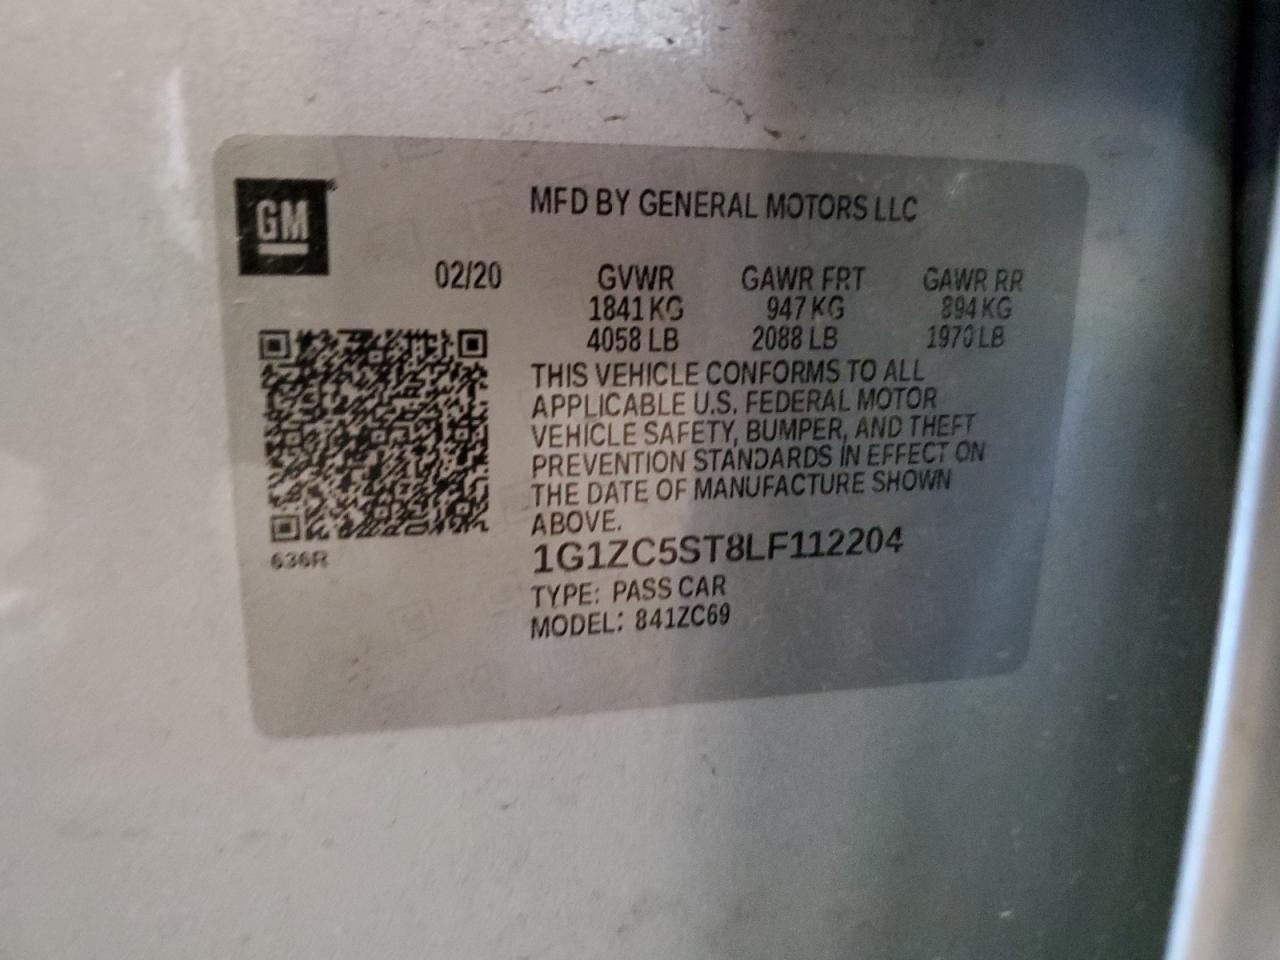 GM
MFD BY GENERAL MOTORS LLC
02/20 GVWR GAWR FRT GAWR RR
1841 KG 947 KG 894 KG
4058 LB 2088 LB 1970 LB
THIS VEHICLE CONFORMS TO ALL
APPLICABLE U.S. FEDERAL MOTOR
VEHICLE SAFETY, BUMPER, AND THEFT
PREVENTION STANDARDS IN EFFECT ON
THE DATE OF MANUFACTURE SHOWN
ABOVE.
1G1ZC5ST8LF112204
636R
TYPE: PASS CAR
MODEL: 841ZC69